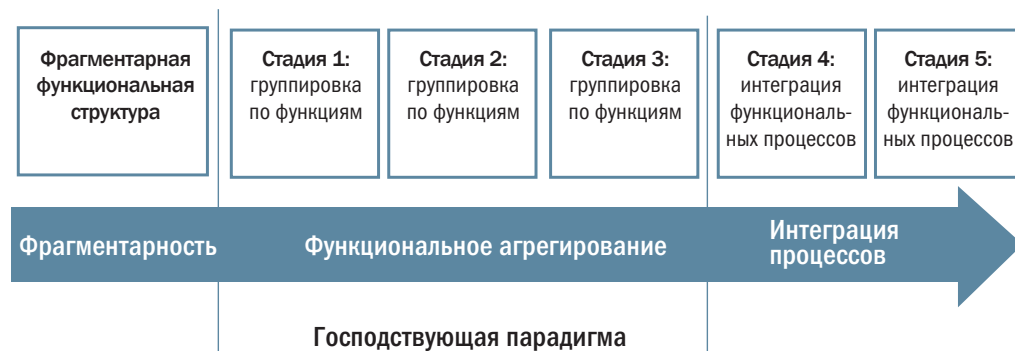 Фрагментарная
функциональная
структура
Стадия 1:
группировка
по функциям
Стадия 2:
группировка
по функциям
Стадия 3:
группировка
по функциям
Стадия 4:
интеграция
функциональ-
ных процессов
Стадия 5:
интеграция
функциональ-
ных процессов
Фрагментарность
Функциональное агрегирование
Интеграция
процессов
Господствующая парадигма